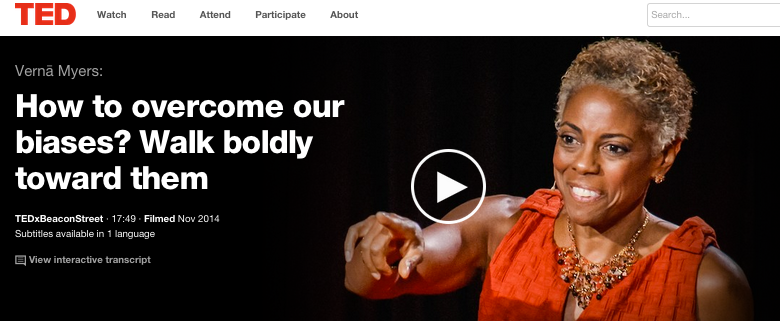 TED Watch Read Attend Participate About Search...
Vernā Myers:
How to overcome our
biases? Walk boldly
toward them
TEDxBeaconStreet · 17:49 · Filmed Nov 2014
Subtitles available in 1 language
View interactive transcript